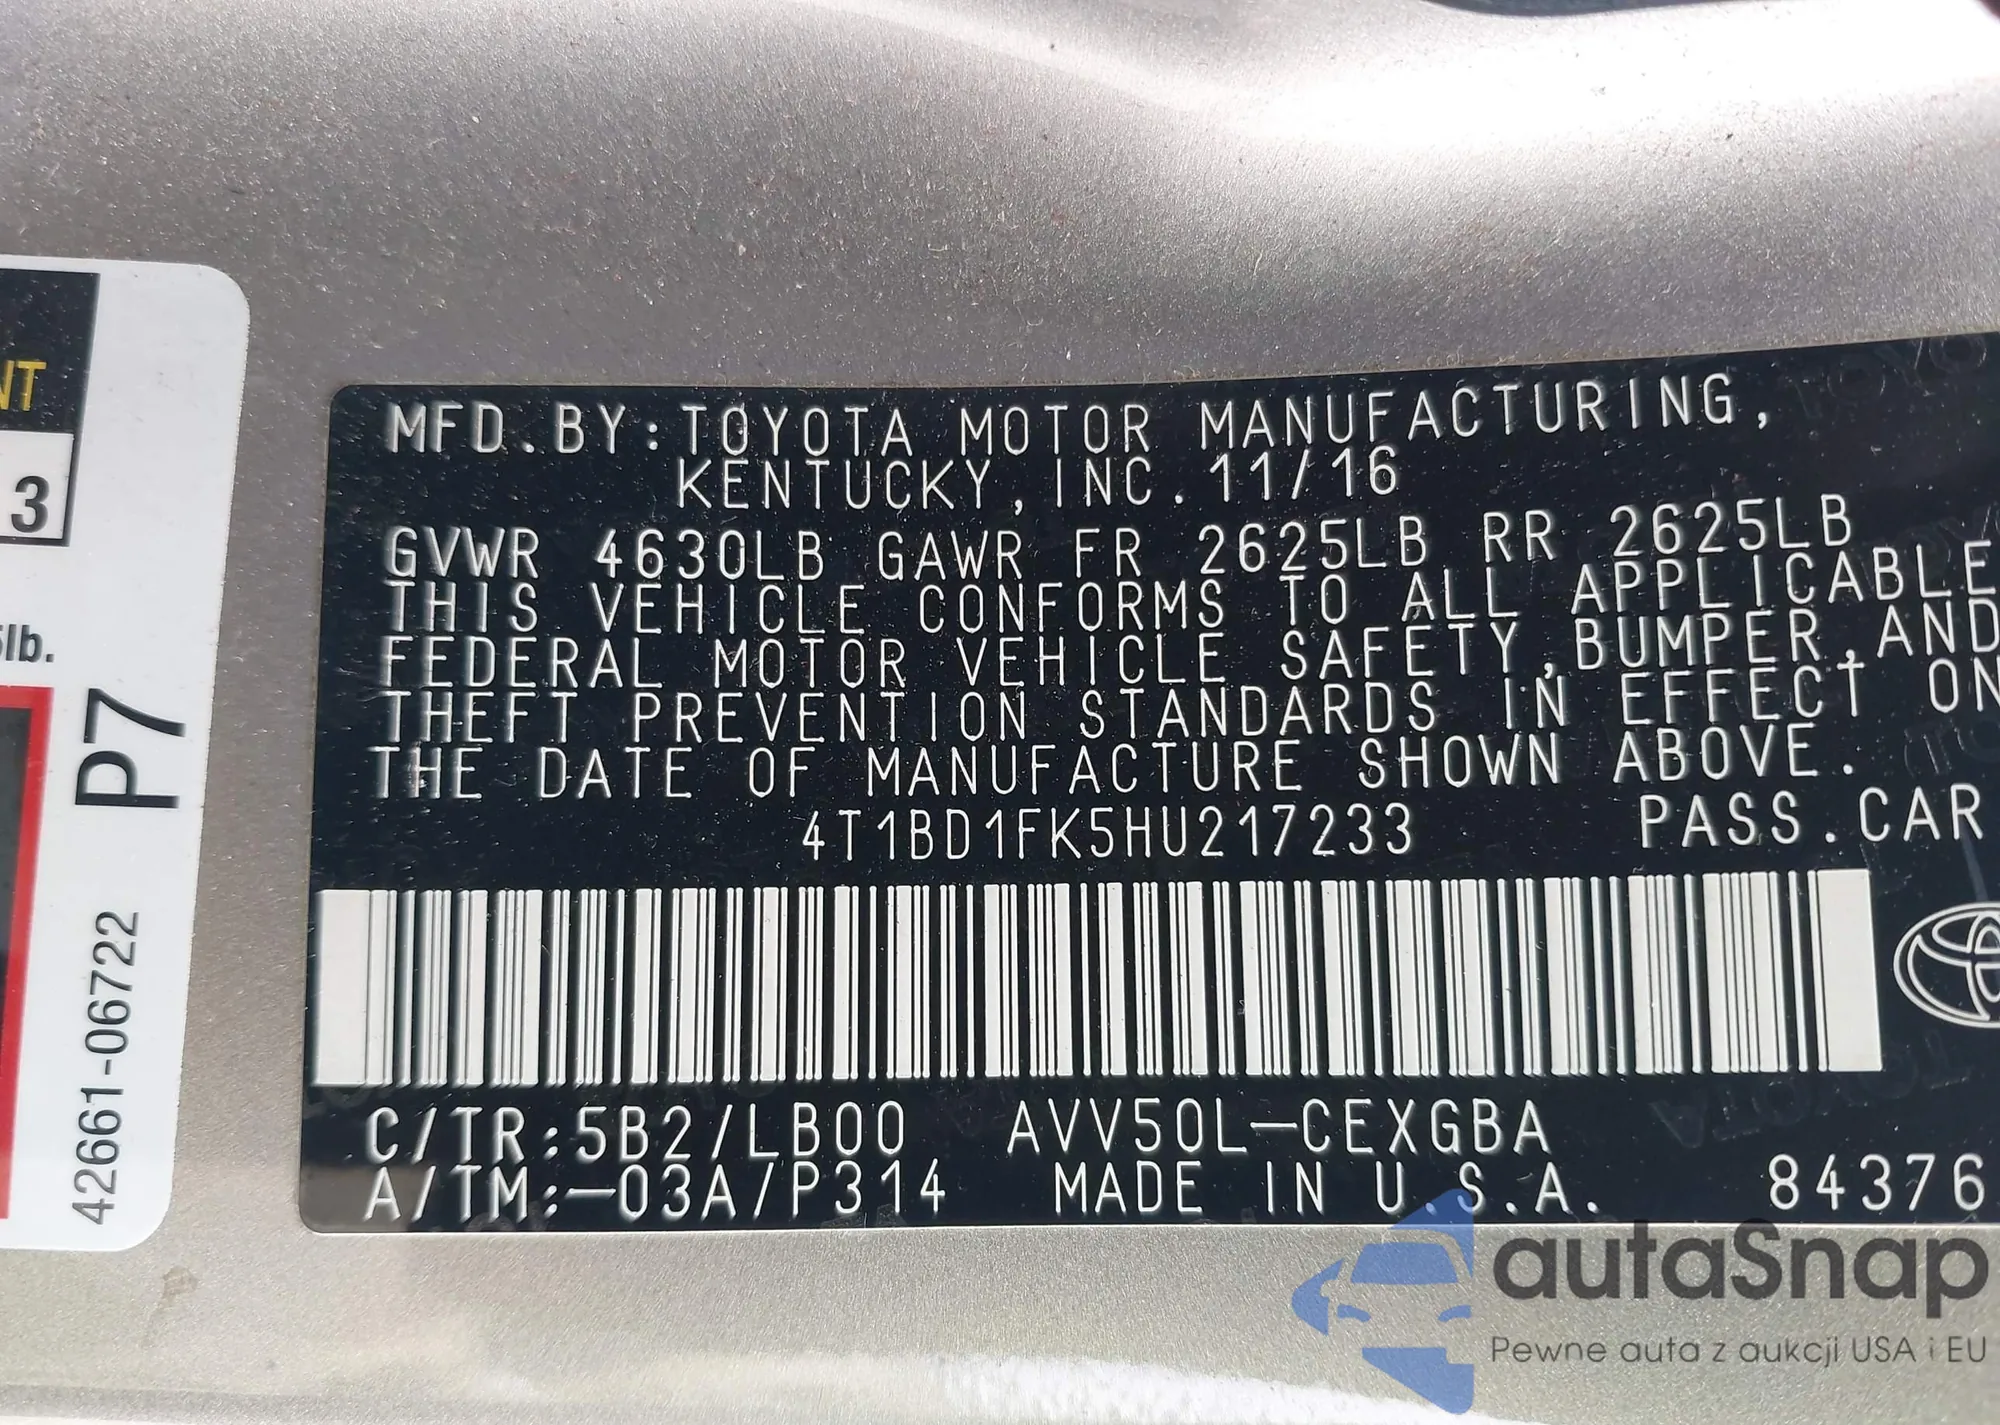 NT
3
5lb.
P7
42661-06722
MFD.BY:TOYOTA MOTOR MANUFACTURING,
KENTUCKY,INC.11/16
GVWR 4630LB GAWR FR 2625LB RR 2625LB
THIS VEHICLE CONFORMS TO ALL APPLICABLE
FEDERAL MOTOR VEHICLE SAFETY,BUMPER,AND
THEFT PREVENTION STANDARDS IN EFFECT ON
THE DATE OF MANUFACTURE SHOWN ABOVE.
4T1BD1FK5HU217233 PASS.CAR
C/TR:5B2/LB00 AVV50L-CEXGBA
A/TM:-03A/P314 MADE IN U.S.A. 84376
autaSnap
Pewne auta z aukcji USA i EU